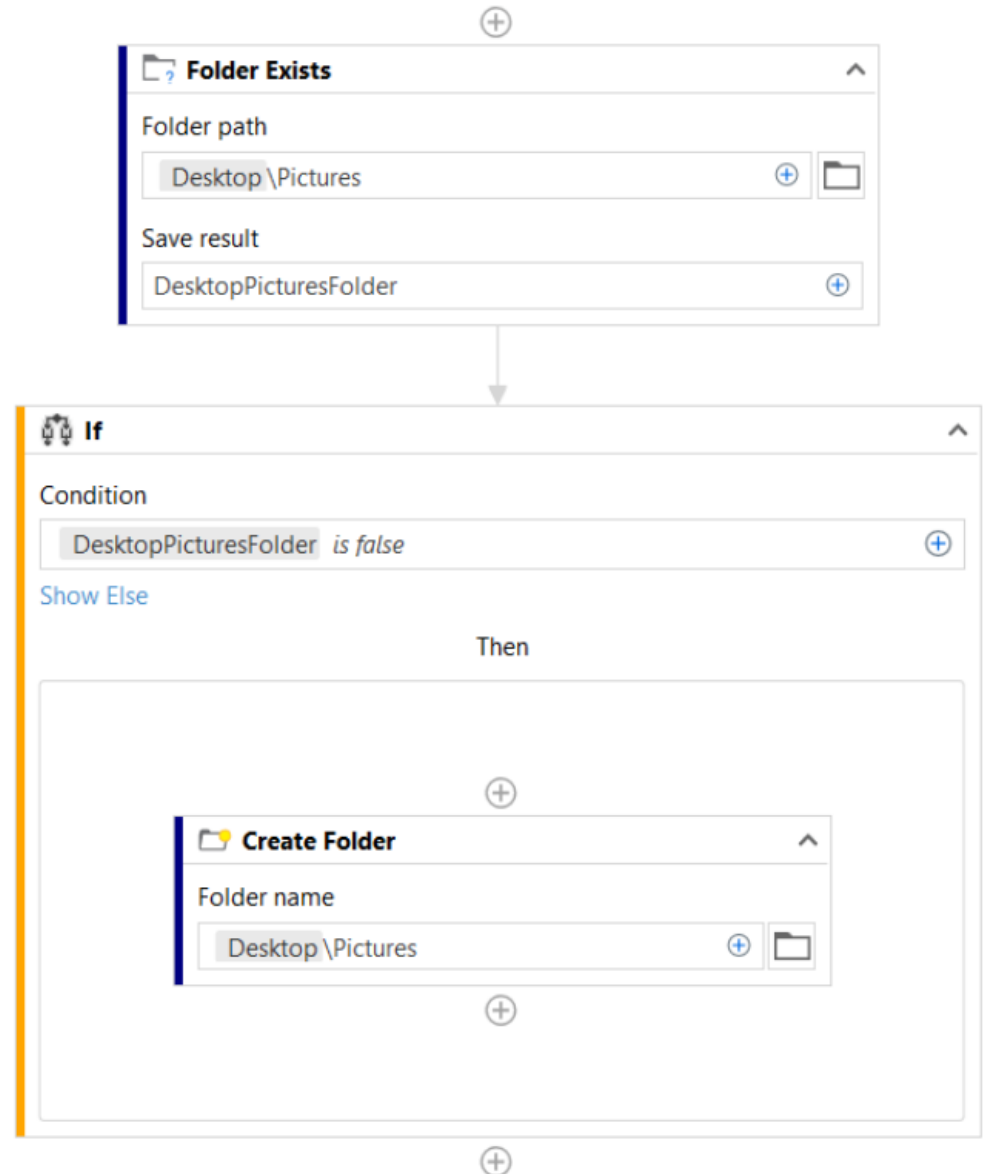 Folder Exists
Folder path
Desktop\Pictures
Save result
DesktopPicturesFolder
If
Condition
DesktopPicturesFolder is false
Show Else
Then
Create Folder
Folder name
Desktop\Pictures